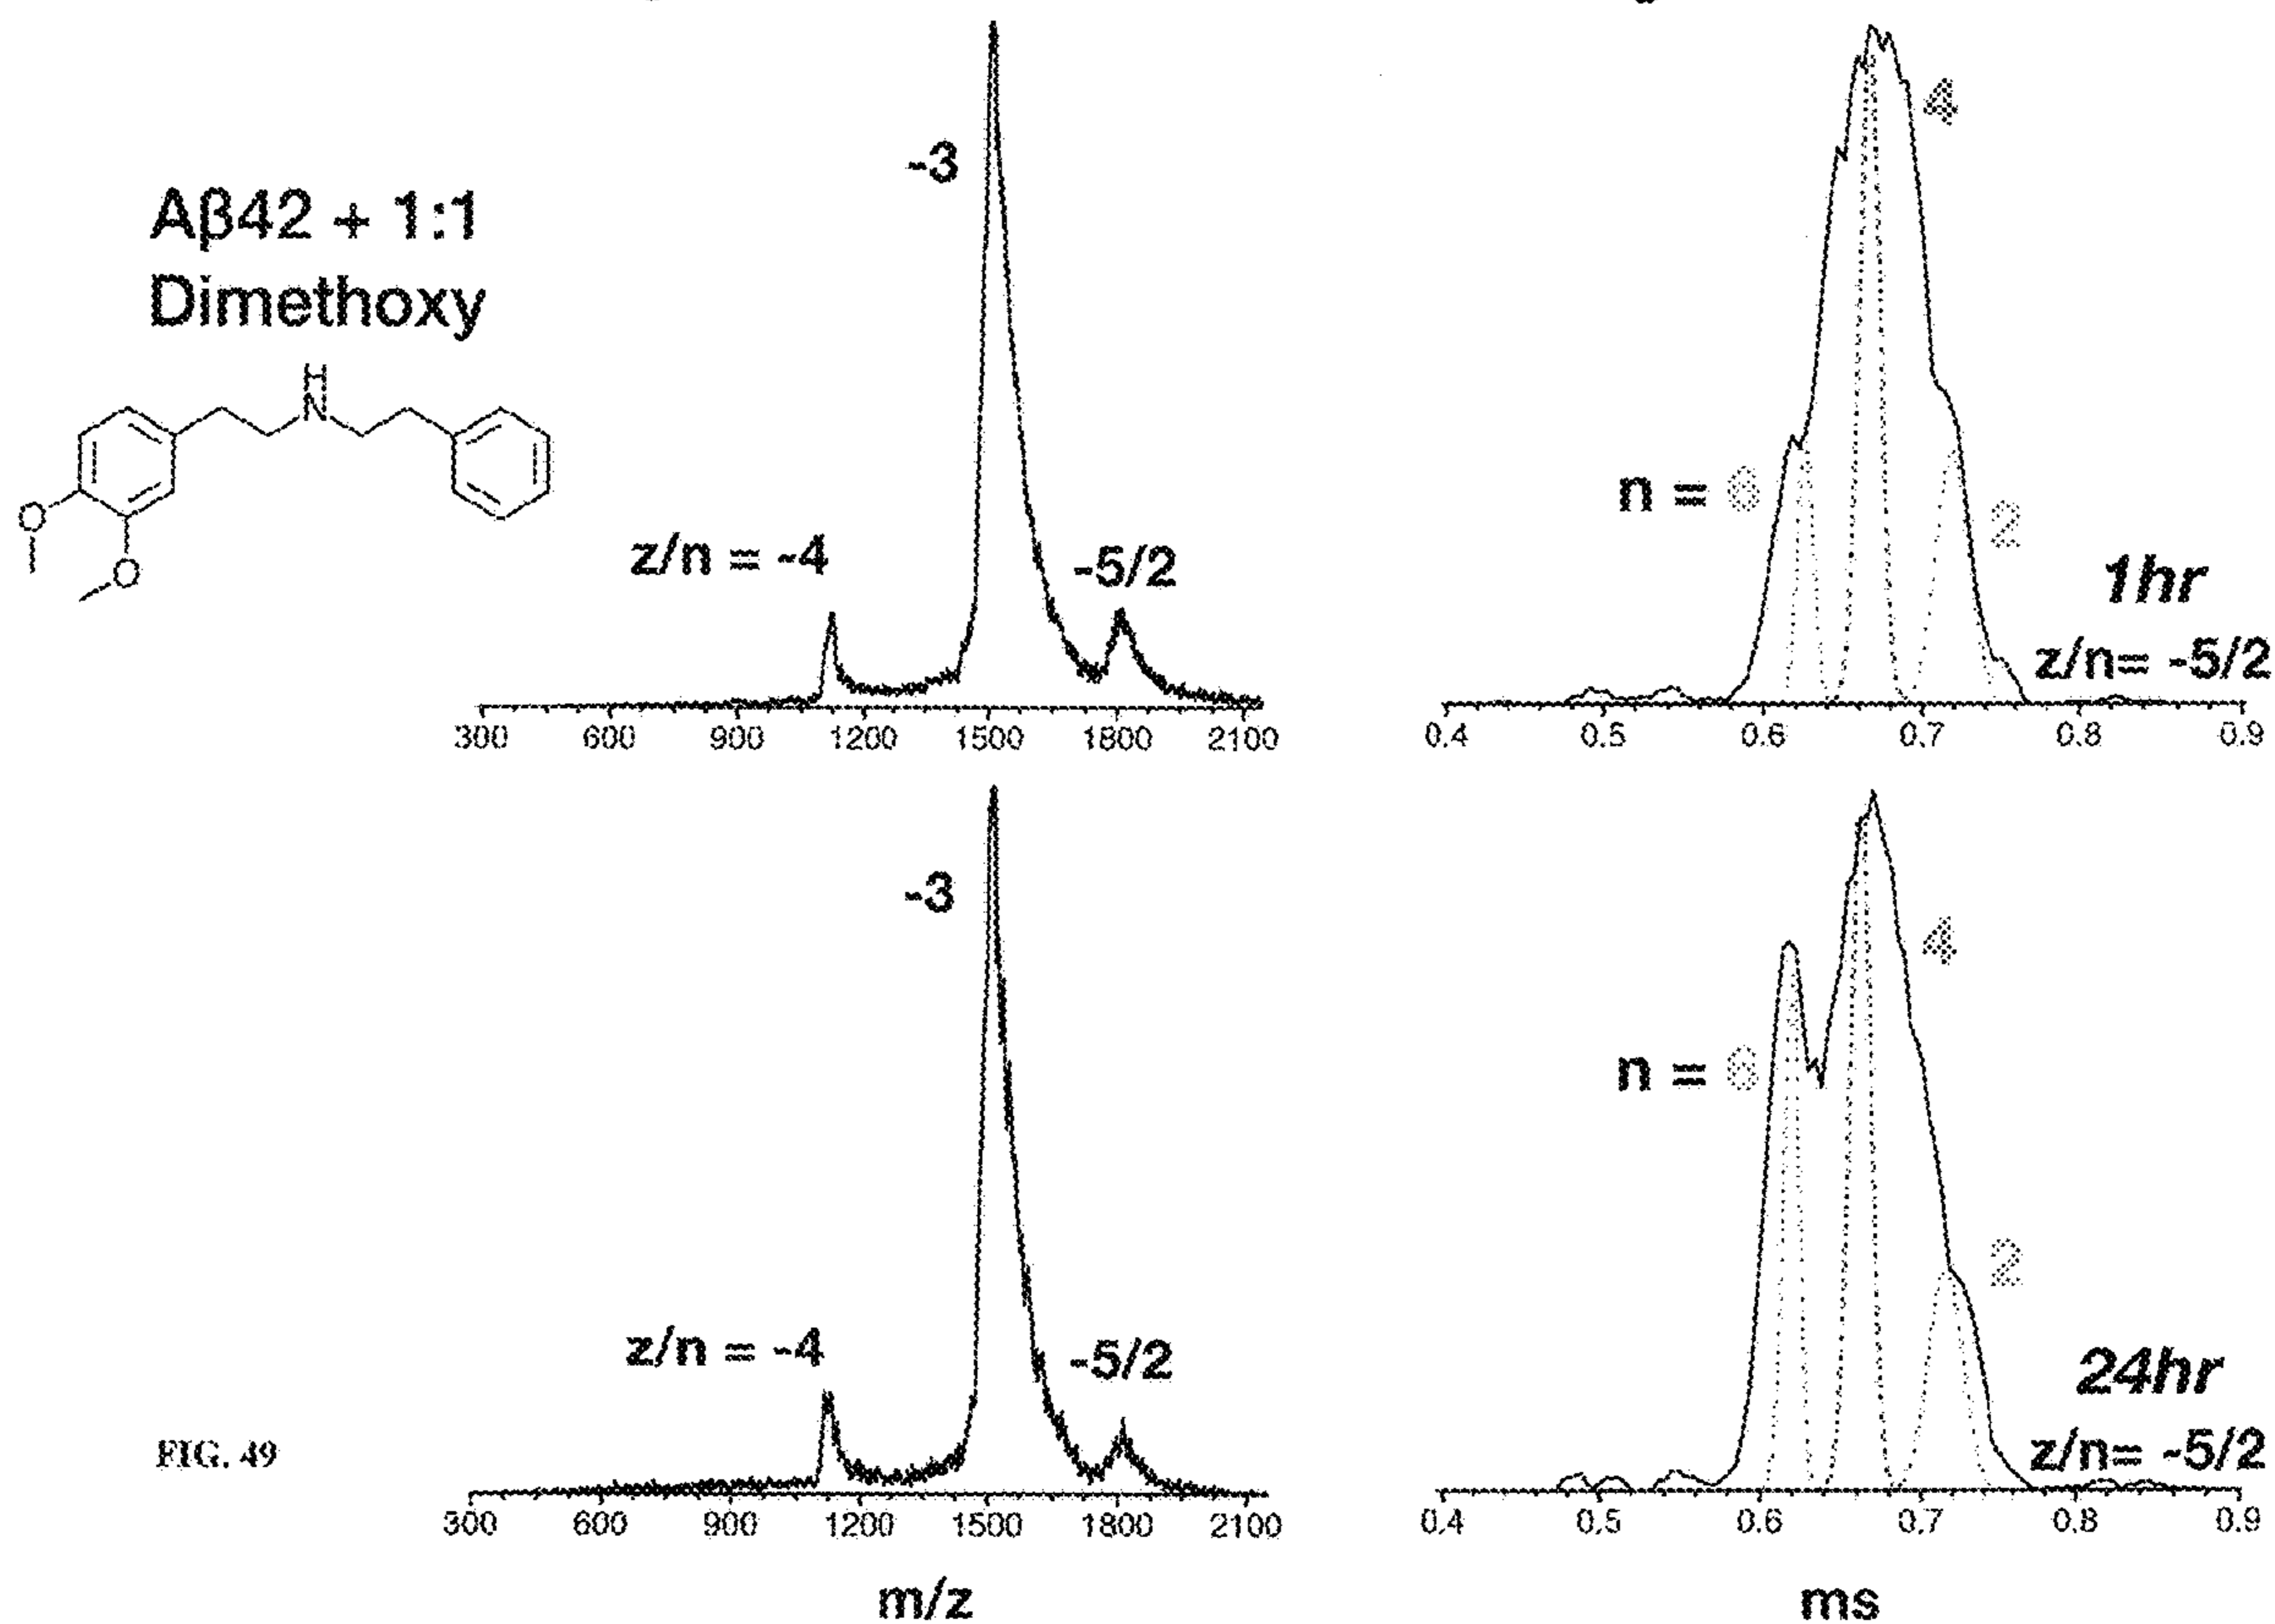 Aβ42 + 1:1
Dimethoxy
H
N
O
O
-3
z/n = -4
-5/2
300 600 900 1200 1500 1800 2100
4
n = 6
2
1hr
z/n= -5/2
0.4 0.5 0.6 0.7 0.8 0.9
-3
z/n = -4
-5/2
300 600 900 1200 1500 1800 2100
m/z
4
n = 6
2
24hr
z/n= -5/2
0.4 0.5 0.6 0.7 0.8 0.9
ms
FIG. 49